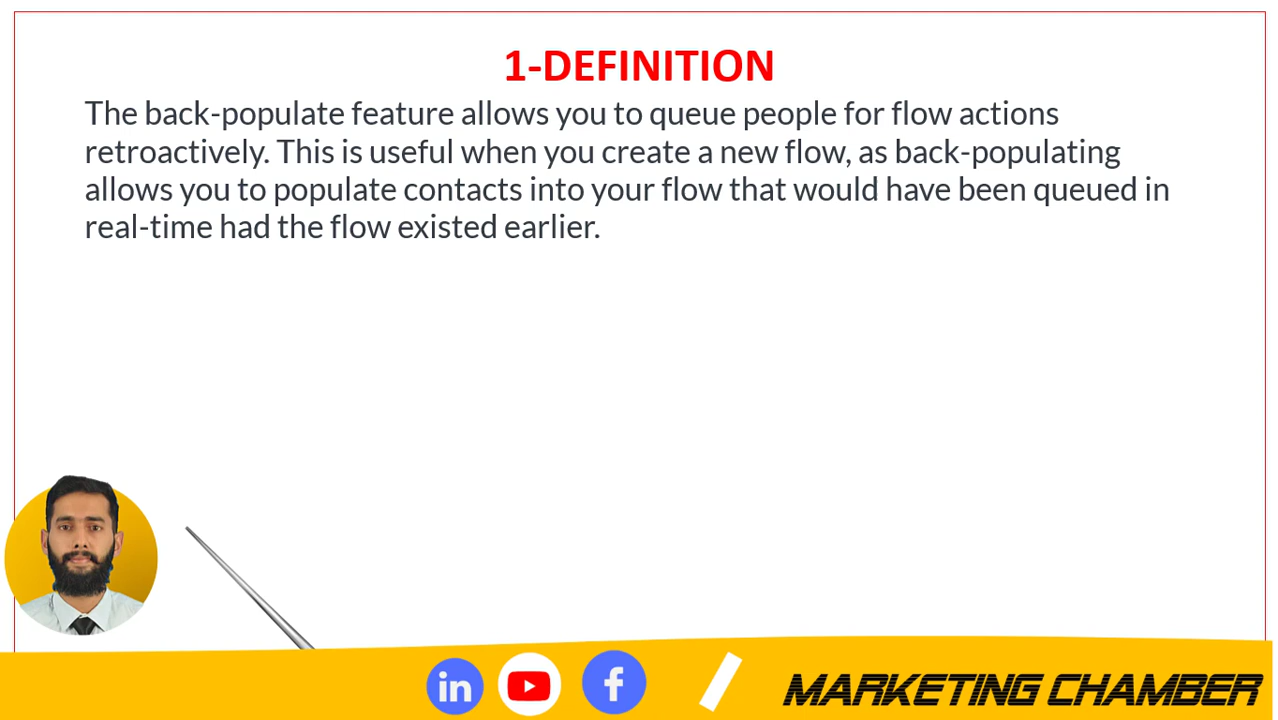 1-DEFINITION
The back-populate feature allows you to queue people for flow actions
retroactively. This is useful when you create a new flow, as back-populating
allows you to populate contacts into your flow that would have been queued in
real-time had the flow existed earlier.
in
f
MARKETING CHAMBER